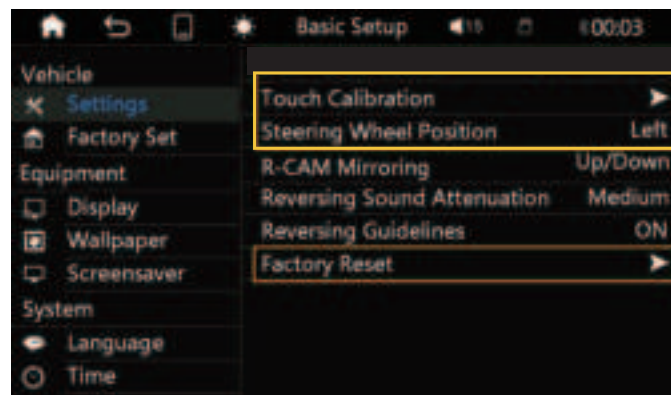 Basic Setup 15 00:03
Vehicle
Settings
Factory Set
Equipment
Display
Wallpaper
Screensaver
System
Language
Time
Touch Calibration
Steering Wheel Position Left
R-CAM Mirroring Up/Down
Reversing Sound Attenuation Medium
Reversing Guidelines ON
Factory Reset